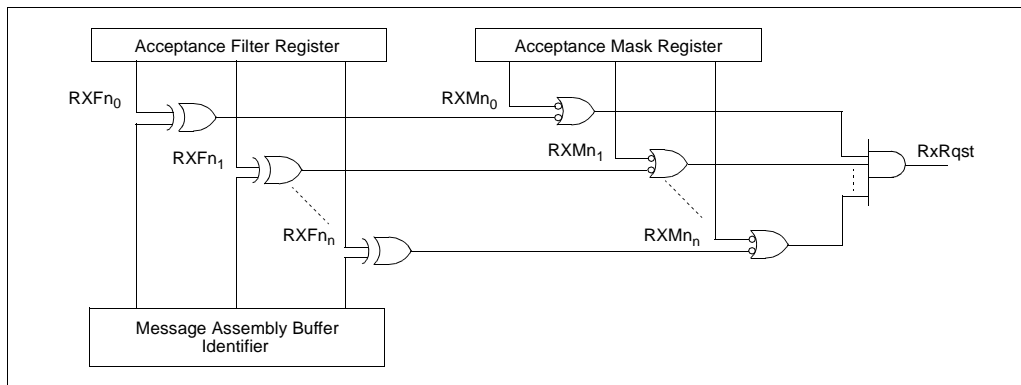 Acceptance Filter Register
Acceptance Mask Register
RXFn0
RXMn0
RXFn1
RXMn1
RxRqst
RXFnn
RXMnn
Message Assembly Buffer
Identifier